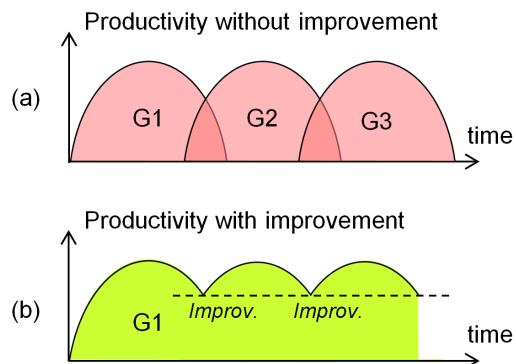 Productivity without improvement
(a)
G1
G2
G3
time
Productivity with improvement
(b)
G1
Improv.
Improv.
time